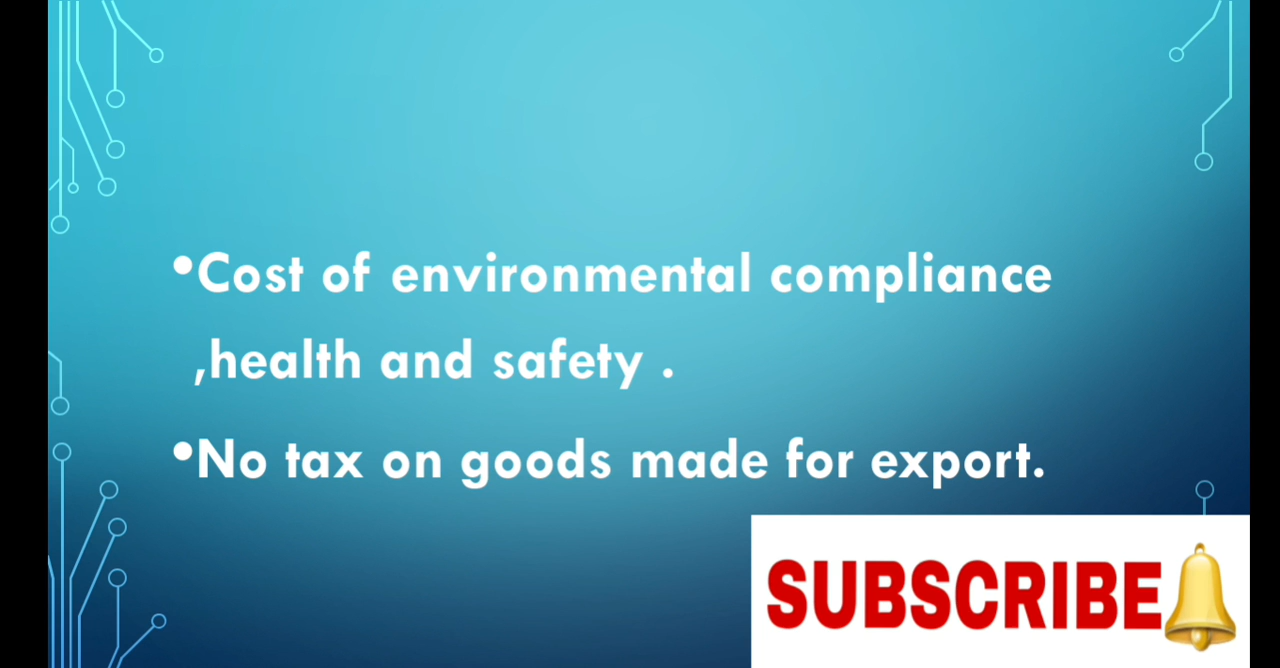 •Cost of environmental compliance
,health and safety .
•No tax on goods made for export.
SUBSCRIBE